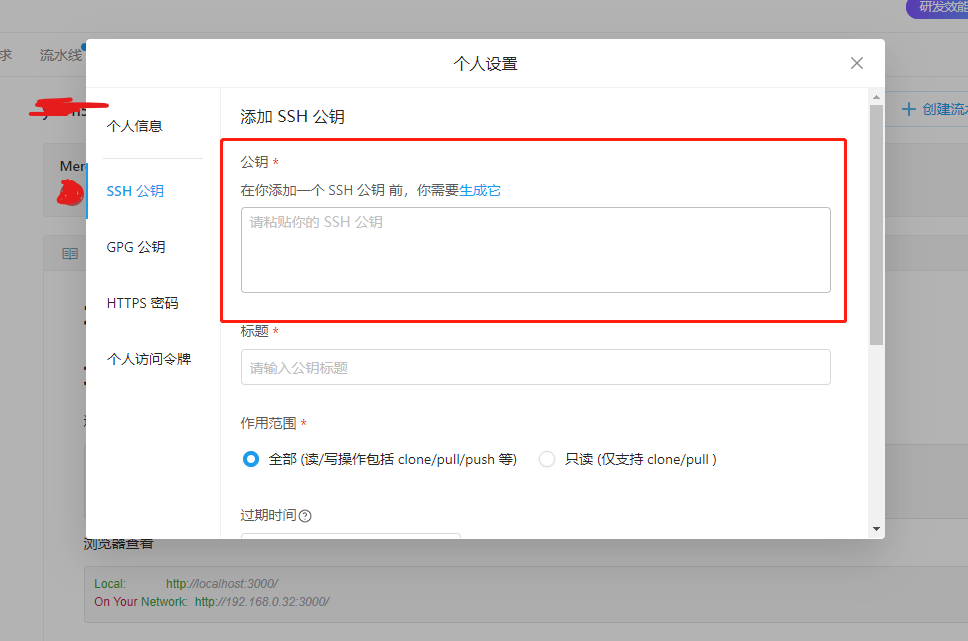 研发效能
求
流水线
个人设置
创建流水
个人信息
添加 SSH 公钥
公钥 *
Mer
SSH 公钥
在你添加一个 SSH 公钥 前，你需要生成它
请粘贴你的 SSH 公钥
GPG 公钥
HTTPS 密码
标题 *
个人访问令牌
请输入公钥标题
作用范围 *
全部 (读/写操作包括 clone/pull/push 等)
只读 (仅支持 clone/pull )
过期时间
浏览器查看
Local: http://localhost:3000/
On Your Network: http://192.168.0.32:3000/